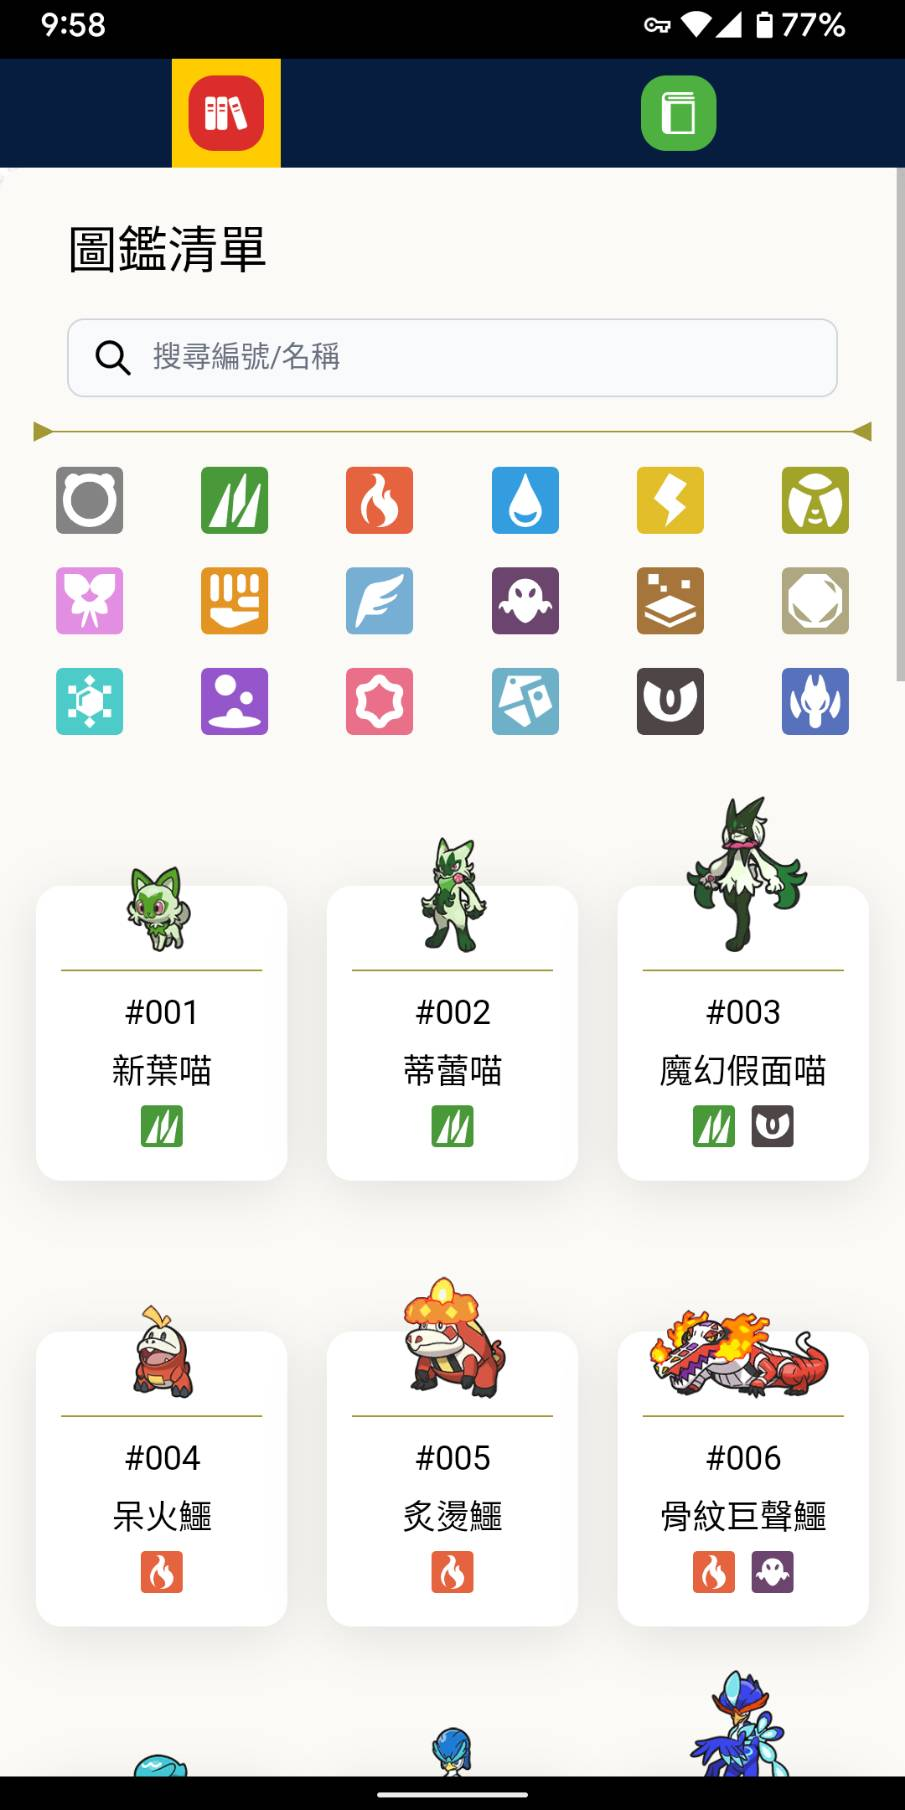 9:58
77%
圖鑑清單
搜尋編號/名稱
#001
新葉喵
#002
蒂蕾喵
#003
魔幻假面喵
#004
呆火鱷
#005
炙燙鱷
#006
骨紋巨聲鱷